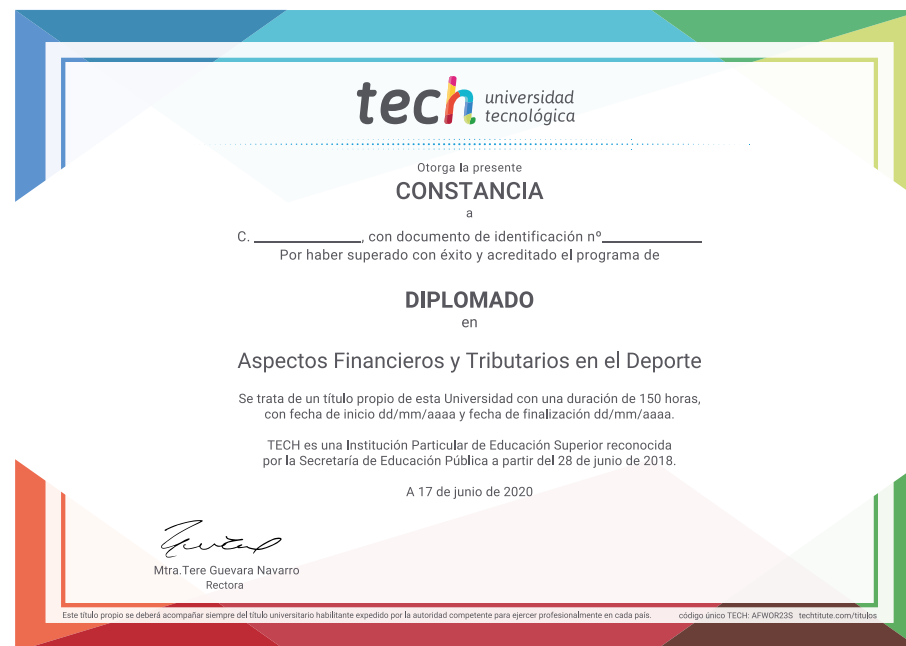 tech universidad
tecnológica
Otorga la presente
CONSTANCIA
a
C. ____________, con documento de identificación nº____________
Por haber superado con éxito y acreditado el programa de
DIPLOMADO
en
Aspectos Financieros y Tributarios en el Deporte
Se trata de un título propio de esta Universidad con una duración de 150 horas,
con fecha de inicio dd/mm/aaaa y fecha de finalización dd/mm/aaaa.
TECH es una Institución Particular de Educación Superior reconocida
por la Secretaría de Educación Pública a partir del 28 de junio de 2018.
A 17 de junio de 2020
Mtra.Tere Guevara Navarro
Rectora
Este título propio se deberá acompañar siempre del título universitario habilitante expedido por la autoridad competente para ejercer profesionalmente en cada país. código único TECH: AFWOR23S techtitute.com/titulos